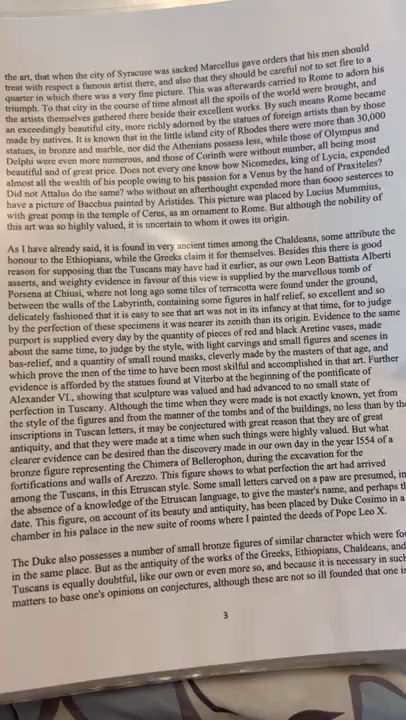 the art, that when the city of Syracuse was sacked Marcellus gave orders that his men should
treat with respect a famous artist there, and also that they should be careful not to set fire to a
quarter in which there was a very fine picture. This was afterwards carried to Rome to adorn his
triumph. To that city in the course of time almost all the spoils of the world were brought, and
the artists themselves gathered there beside their excellent works. By such means Rome became
an exceedingly beautiful city, more richly adorned by the statues of foreign artists than by those
made by natives. It is known that in the little island city of Rhodes there were more than 30,000
statues, in bronze and marble, nor did the Athenians possess less, while those of Olympus and
Delphi were even more numerous, and those of Corinth were without number, all being most
beautiful and of great price. Does not every one know how Nicomedes, king of Lycia, expended
almost all the wealth of his people owing to his passion for a Venus by the hand of Praxiteles?
Did not Attalus do the same? who without an afterthought expended more than 6000 sesterces to
have a picture of Bacchus painted by Aristides. This picture was placed by Lucius Mummius,
with great pomp in the temple of Ceres, as an ornament to Rome. But although the nobility of
this art was so highly valued, it is uncertain to whom it owes its origin.
As I have already said, it is found in very ancient times among the Chaldeans, some attribute the
honour to the Ethiopians, while the Greeks claim it for themselves. Besides this there is good
reason for supposing that the Tuscans may have had it earlier, as our own Leon Battista Alberti
asserts, and weighty evidence in favour of this view is supplied by the marvellous tomb of
Porsena at Chiusi, where not long ago some tiles of terracotta were found under the ground,
between the walls of the Labyrinth, containing some figures in half relief, so excellent and so
delicately fashioned that it is easy to see that art was not in its infancy at that time, for to judge
by the perfection of these specimens it was nearer its zenith than its origin. Evidence to the same
purport is supplied every day by the quantity of pieces of red and black Aretine vases, made
about the same time, to judge by the style, with light carvings and small figures and scenes in
bas-relief, and a quantity of small round masks, cleverly made by the masters of that age, and
which prove the men of the time to have been most skilful and accomplished in that art. Further
evidence is afforded by the statues found at Viterbo at the beginning of the pontificate of
Alexander VI., showing that sculpture was valued and had advanced to no small state of
perfection in Tuscany. Although the time when they were made is not exactly known, yet from
the style of the figures and from the manner of the tombs and of the buildings, no less than by the
inscriptions in Tuscan letters, it may be conjectured with great reason that they are of great
antiquity, and that they were made at a time when such things were highly valued. But what
clearer evidence can be desired than the discovery made in our own day in the year 1554 of a
bronze figure representing the Chimera of Bellerophon, during the excavation for the
fortifications and walls of Arezzo. This figure shows to what perfection the art had arrived
among the Tuscans, in this Etruscan style. Some small letters carved on a paw are presumed, in
the absence of a knowledge of the Etruscan language, to give the master's name, and perhaps th
date. This figure, on account of its beauty and antiquity, has been placed by Duke Cosimo in a
chamber in his palace in the new suite of rooms where I painted the deeds of Pope Leo X.
The Duke also possesses a number of small bronze figures of similar character which were fo
in the same place. But as the antiquity of the works of the Greeks, Ethiopians, Chaldeans, and
Tuscans is equally doubtful, like our own or even more so, and because it is necessary in such
matters to base one's opinions on conjectures, although these are not so ill founded that one i
3